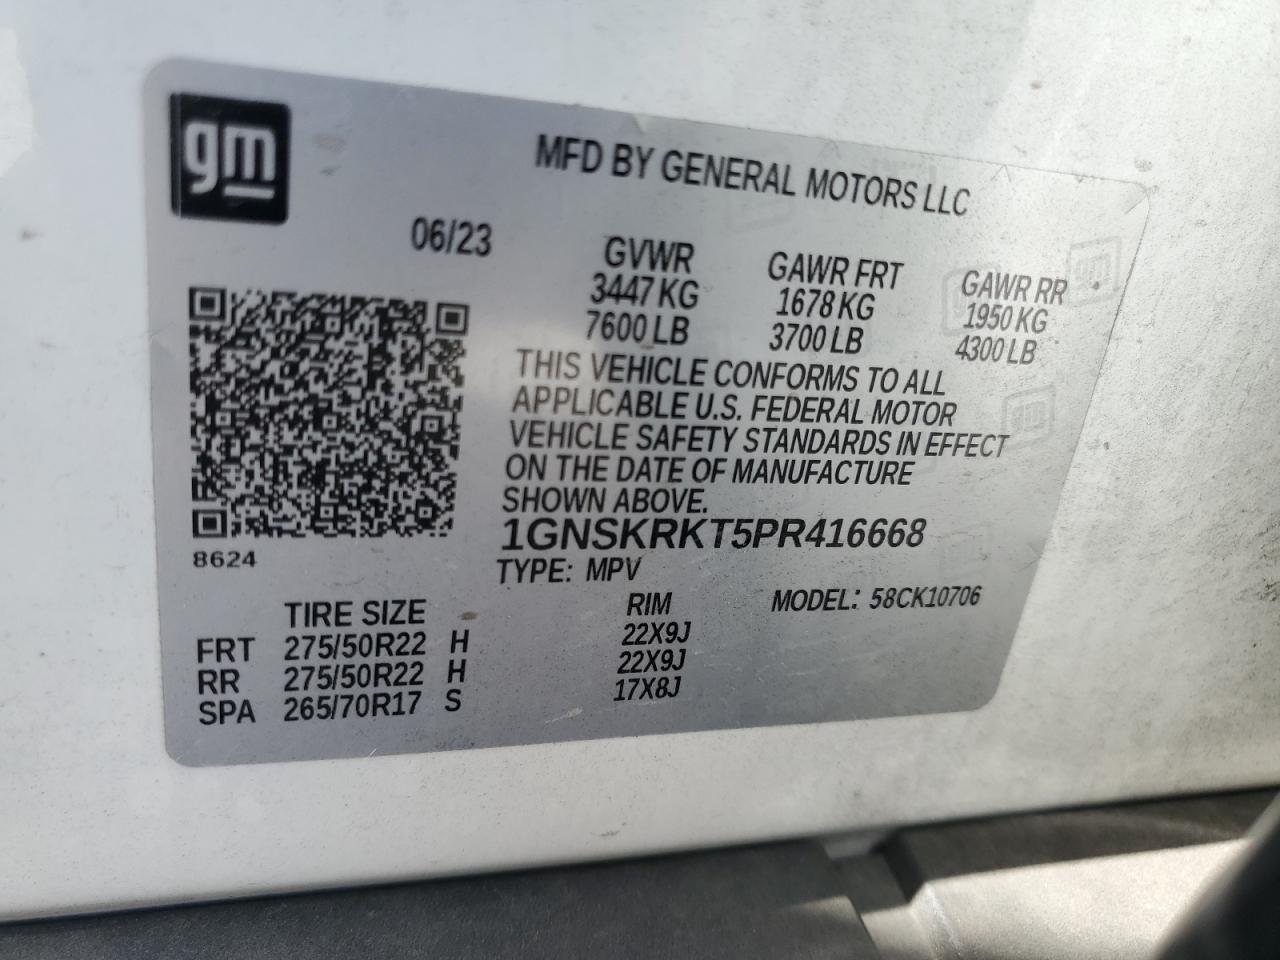 gm
MFD BY GENERAL MOTORS LLC
06/23
GVWR GAWR FRT GAWR RR
3447 KG 1678 KG 1950 KG
7600 LB 3700 LB 4300 LB
THIS VEHICLE CONFORMS TO ALL
APPLICABLE U.S. FEDERAL MOTOR
VEHICLE SAFETY STANDARDS IN EFFECT
ON THE DATE OF MANUFACTURE
SHOWN ABOVE.
1GNSKRKT5PR416668
8624
TYPE: MPV MODEL: 58CK10706
TIRE SIZE RIM
FRT 275/50R22 H 22X9J
RR 275/50R22 H 22X9J
SPA 265/70R17 S 17X8J